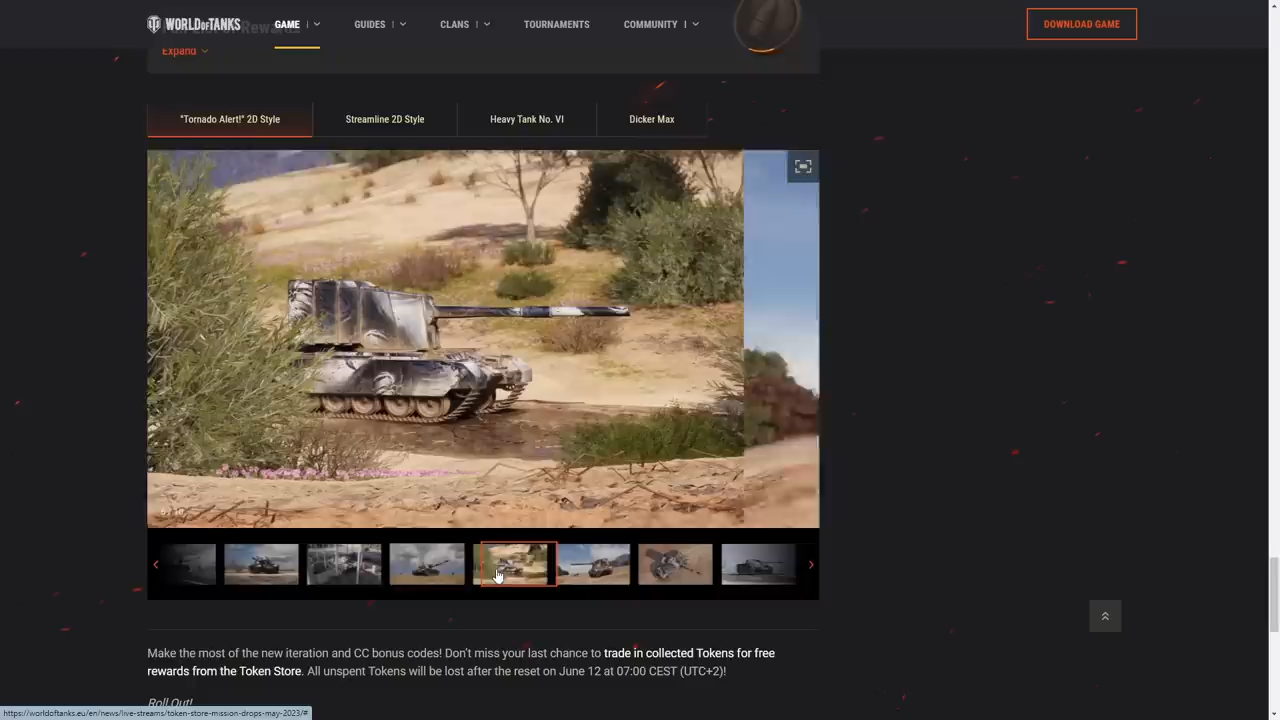 WORLD OF TANKS
GAME
GUIDES
CLANS
TOURNAMENTS
COMMUNITY
DOWNLOAD GAME
Expand
"Tornado Alert!" 2D Style
Streamline 2D Style
Heavy Tank No. VI
Dicker Max
Make the most of the new iteration and CC bonus codes! Don't miss your last chance to trade in collected Tokens for free
rewards from the Token Store. All unspent Tokens will be lost after the reset on June 12 at 07:00 CEST (UTC+2)!
Roll Out!
https://worldoftanks.eu/en/news/live-streams/token-store-mission-drops-may-2023/#